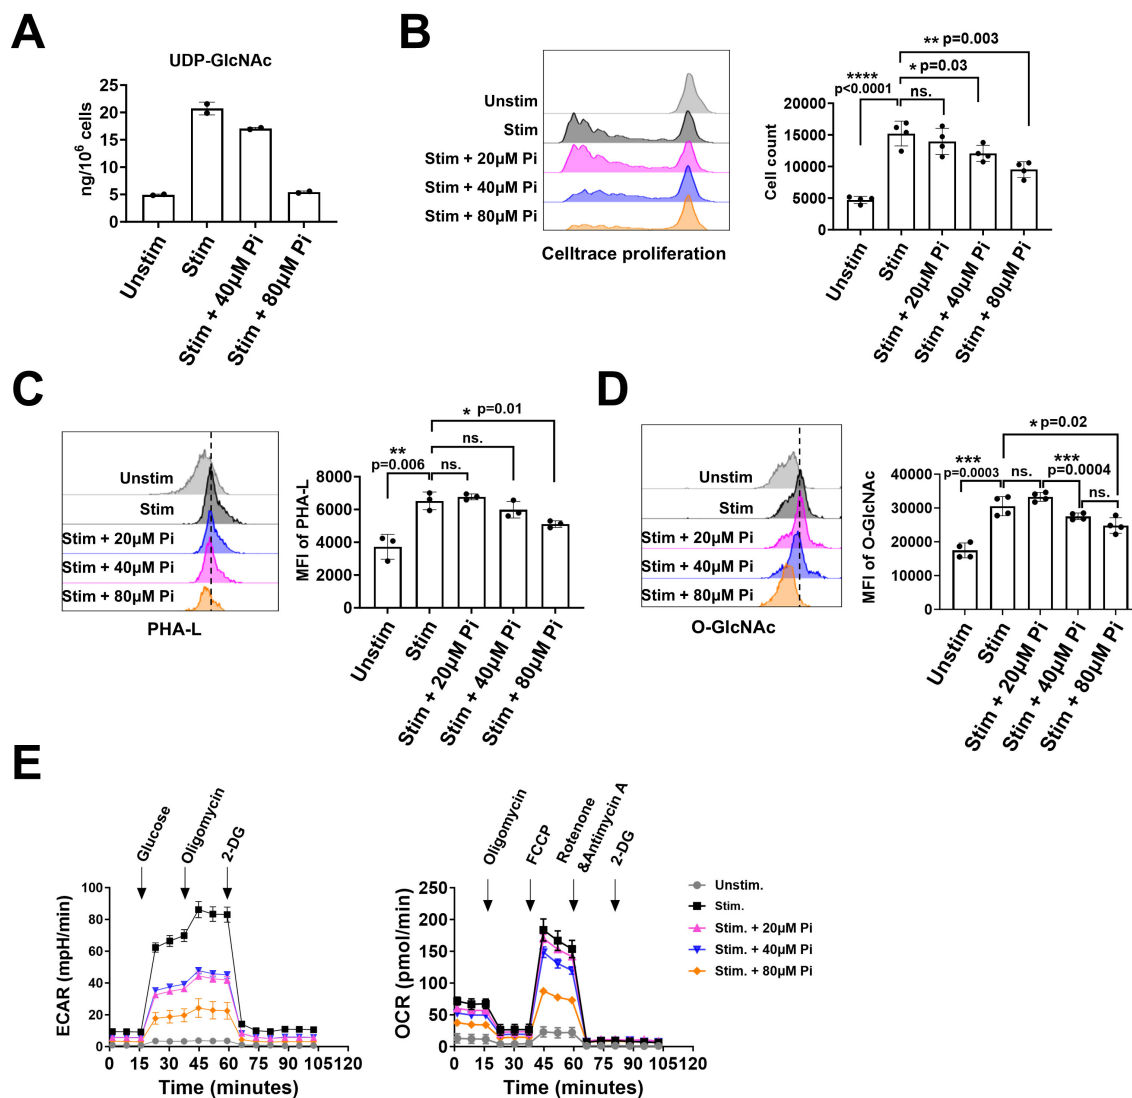 A
UDP-GlcNAc
ng/10⁶ cells
25
20
15
10
5
0
Unstim
Stim
Stim + 40µM Pi
Stim + 80µM Pi
B
Unstim
Stim
Stim + 20µM Pi
Stim + 40µM Pi
Stim + 80µM Pi
Celltrace proliferation
** p=0.003
* p=0.03
****
p<0.0001
ns.
Cell count
20000
15000
10000
5000
0
Unstim
Stim
Stim + 20µM Pi
Stim + 40µM Pi
Stim + 80µM Pi
C
Unstim
Stim
Stim + 20µM Pi
Stim + 40µM Pi
Stim + 80µM Pi
PHA-L
* p=0.01
ns.
**
p=0.006
ns.
MFI of PHA-L
8000
6000
4000
2000
0
Unstim
Stim
Stim + 20µM Pi
Stim + 40µM Pi
Stim + 80µM Pi
D
Unstim
Stim
Stim + 20µM Pi
Stim + 40µM Pi
Stim + 80µM Pi
O-GlcNAc
* p=0.02
***
p=0.0003
ns.
***
p=0.0004
ns.
MFI of O-GlcNAc
40000
30000
20000
10000
0
Unstim
Stim
Stim + 20µM Pi
Stim + 40µM Pi
Stim + 80µM Pi
E
Glucose
Oligomycin
2-DG
ECAR (mpH/min)
100
80
60
40
20
0
0 15 30 45 60 75 90 105 120
Time (minutes)
Oligomycin
FCCP
Rotenone
&Antimycin A
2-DG
OCR (pmol/min)
250
200
150
100
50
0
0 15 30 45 60 75 90 105 120
Time (minutes)
Unstim.
Stim.
Stim. + 20µM Pi
Stim. + 40µM Pi
Stim. + 80µM Pi